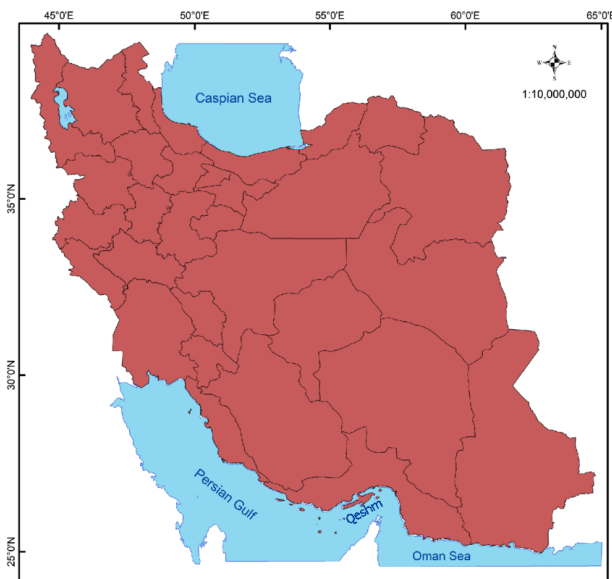 45°0'E 50°0'E 55°0'E 60°0'E 65°0'E
N
W E
S
1:10,000,000
Caspian Sea
35°0'N
30°0'N
25°0'N
Persian Gulf
Qeshm
Oman Sea